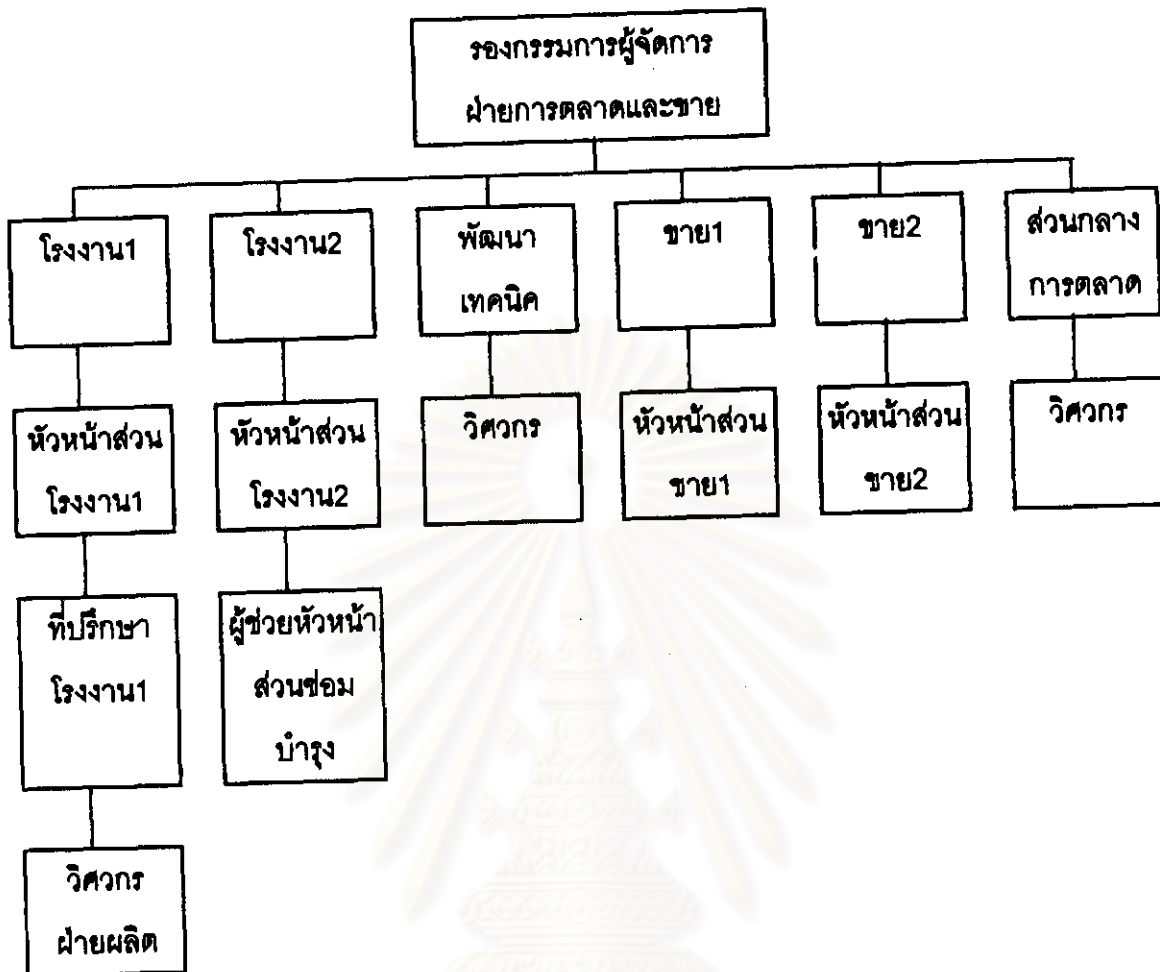 รองกรรมการผู้จัดการ
ฝ่ายการตลาดและขาย
โรงงาน1
โรงงาน2
พัฒนา
เทคนิค
ขาย1
ขาย2
ส่วนกลาง
การตลาด
หัวหน้าส่วน
โรงงาน1
หัวหน้าส่วน
โรงงาน2
วิศวกร
หัวหน้าส่วน
ขาย1
หัวหน้าส่วน
ขาย2
วิศวกร
ที่ปรึกษา
โรงงาน1
ผู้ช่วยหัวหน้า
ส่วนซ่อม
บำรุง
วิศวกร
ฝ่ายผลิต